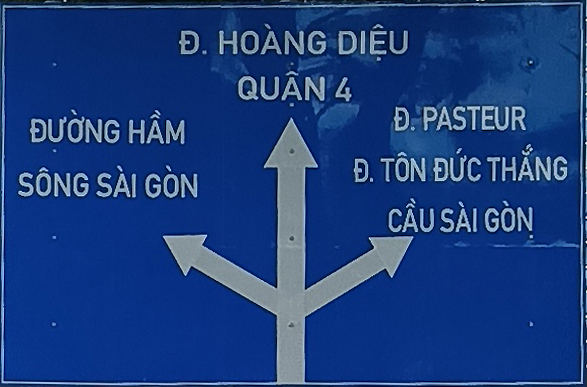 Đ. HOÀNG DIỆU
QUẬN 4
ĐƯỜNG HẦM
SÔNG SÀI GÒN
Đ. PASTEUR
Đ. TÔN ĐỨC THẮNG
CẦU SÀI GÒN